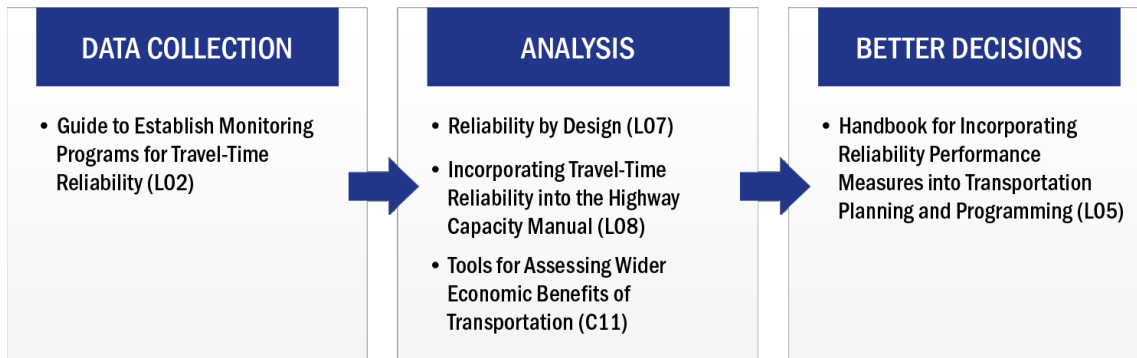 DATA COLLECTION
• Guide to Establish Monitoring
Programs for Travel-Time
Reliability (L02)
ANALYSIS
• Reliability by Design (L07)
• Incorporating Travel-Time
Reliability into the Highway
Capacity Manual (L08)
• Tools for Assessing Wider
Economic Benefits of
Transportation (C11)
BETTER DECISIONS
• Handbook for Incorporating
Reliability Performance
Measures into Transportation
Planning and Programming (L05)